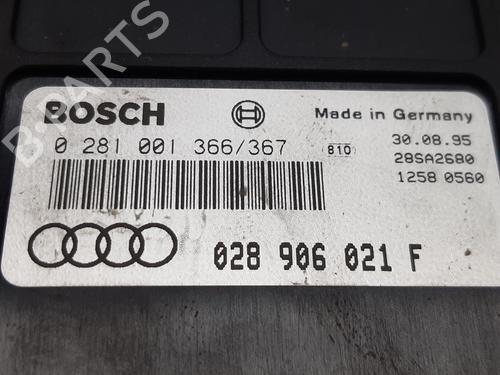 B-PARTS
BOSCH
Made in Germany
0 281 001 366/367
810
30.08.95
28SA2680
1258 0560
028 906 021 F